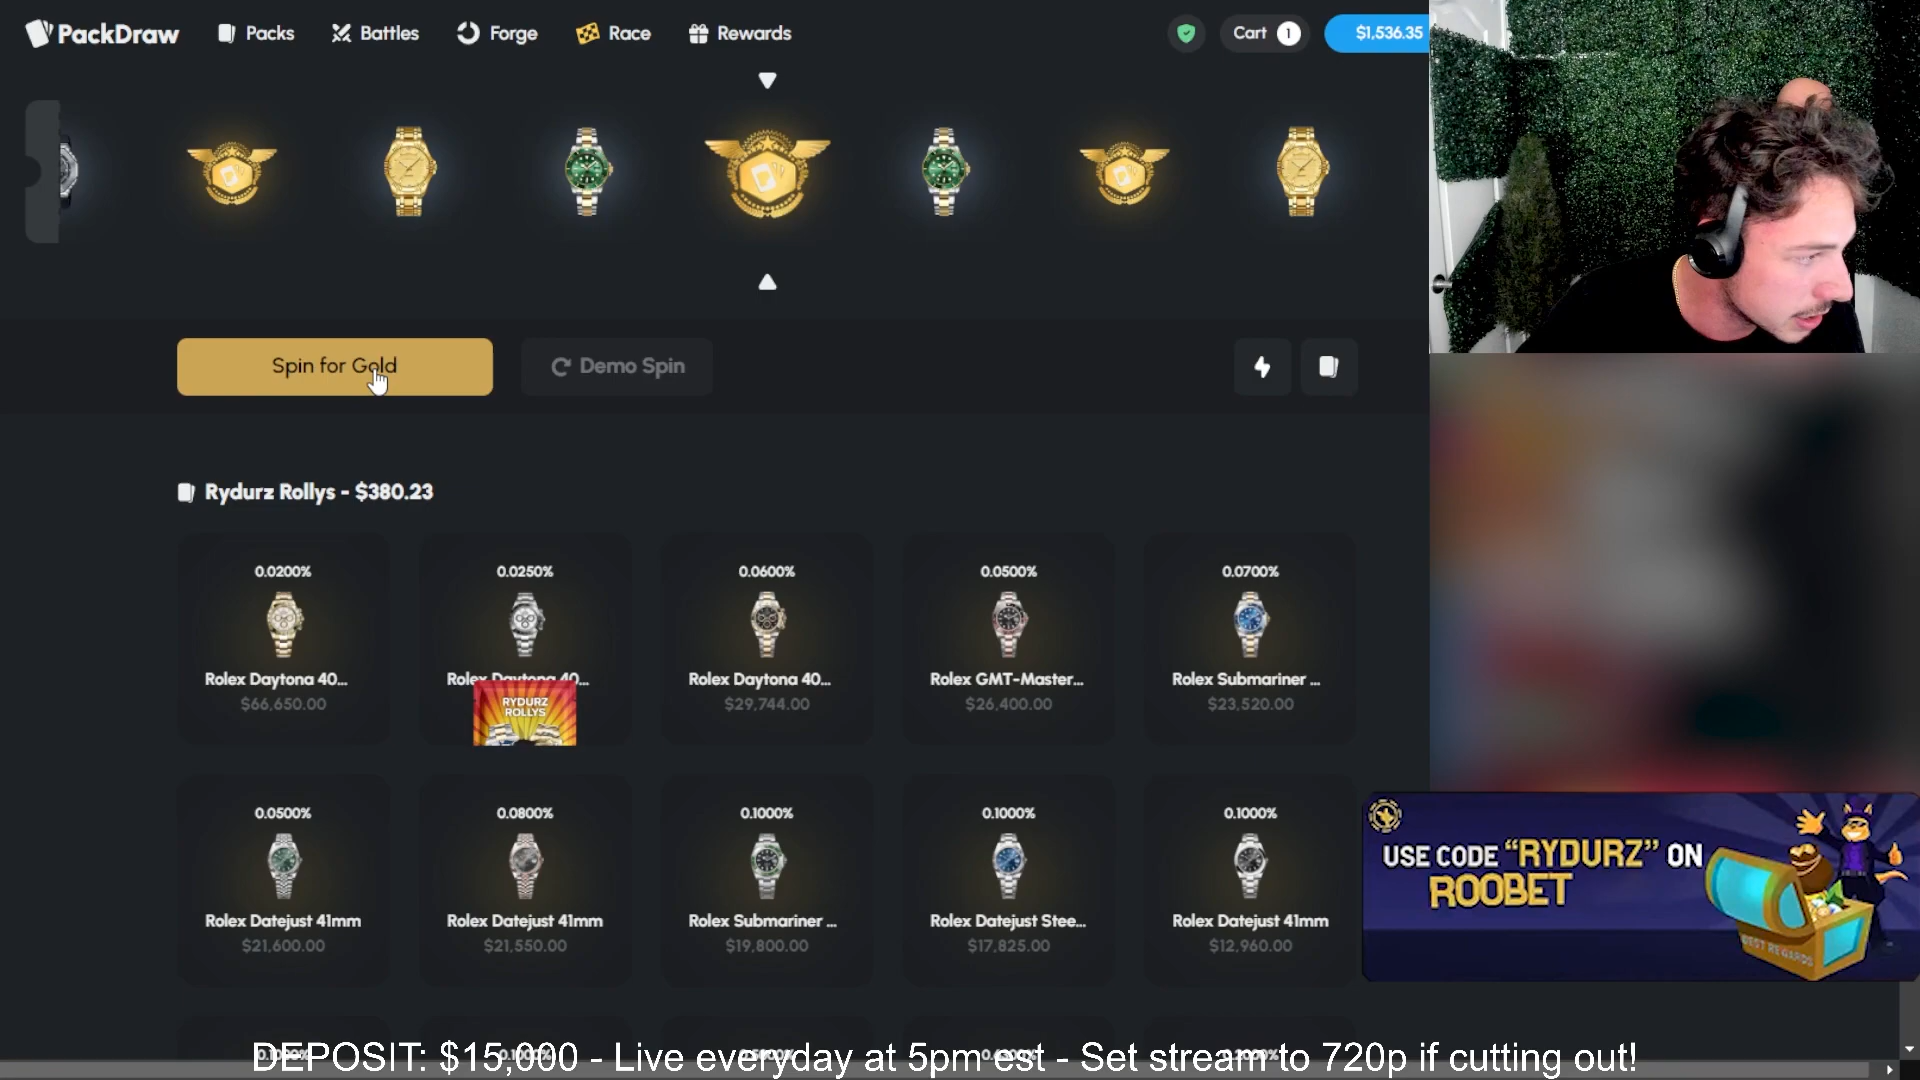 PackDraw
Packs
Battles
Forge
Race
Rewards
Cart 1
$1,536.35
Spin for Gold
Demo Spin
Rydurz Rollys - $380.23
0.0200%
Rolex Daytona 40...
$66,650.00
0.0250%
Rolex Daytona 40...
RYDURZ
ROLLYS
0.0600%
Rolex Daytona 40...
$29,744.00
0.0500%
Rolex GMT-Master...
$26,400.00
0.0700%
Rolex Submariner ...
$23,520.00
0.0500%
Rolex Datejust 41mm
$21,600.00
0.0800%
Rolex Datejust 41mm
$21,550.00
0.1000%
Rolex Submariner ...
$19,800.00
0.1000%
Rolex Datejust Stee...
$17,825.00
0.1000%
Rolex Datejust 41mm
$12,960.00
USE CODE "RYDURZ" ON
ROOBET
BEST REGARDS
DEPOSIT: $15,000 - Live everyday at 5pm est - Set stream to 720p if cutting out!